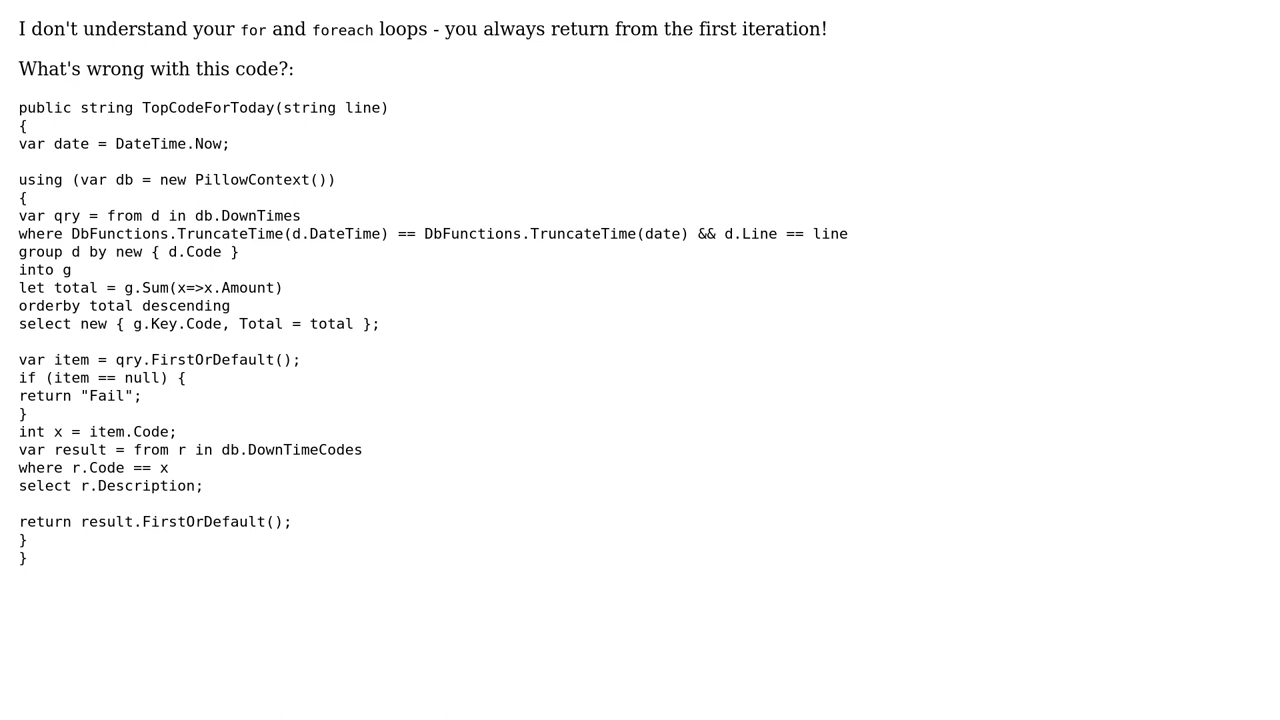 I don't understand your for and foreach loops - you always return from the first iteration!
What's wrong with this code?:
public string TopCodeForToday(string line)
{
var date = DateTime.Now;
using (var db = new PillowContext())
{
var qry = from d in db.DownTimes
where DbFunctions.TruncateTime(d.DateTime) == DbFunctions.TruncateTime(date) && d.Line == line
group d by new { d.Code }
into g
let total = g.Sum(x=>x.Amount)
orderby total descending
select new { g.Key.Code, Total = total };
var item = qry.FirstOrDefault();
if (item == null) {
return "Fail";
}
int x = item.Code;
var result = from r in db.DownTimeCodes
where r.Code == x
select r.Description;
return result.FirstOrDefault();
}
}